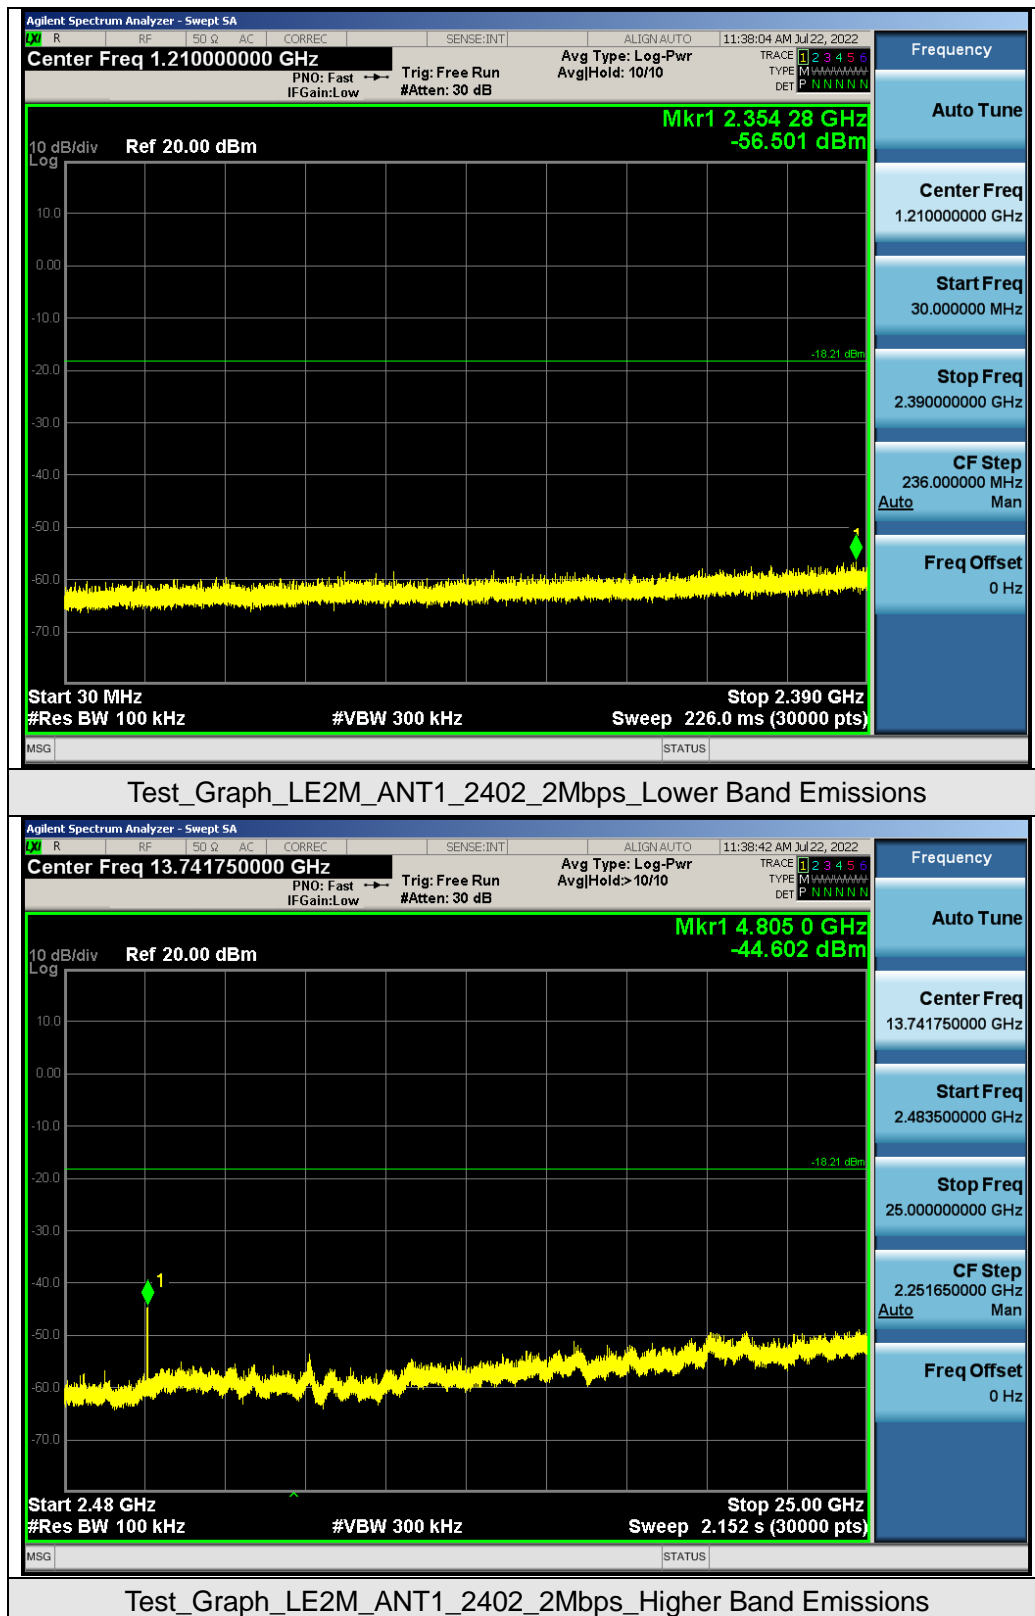 Agilent Spectrum Analyzer - Swept SA
LXI R RF 50 Ω AC CORREC SENSE:INT ALIGN AUTO 11:38:04 AM Jul 22, 2022
Center Freq 1.210000000 GHz
PNO: Fast
IFGain:Low
Trig: Free Run
#Atten: 30 dB
Avg Type: Log-Pwr
Avg|Hold: 10/10
TRACE 1 2 3 4 5 6
TYPE M
DET P N N N N N
Frequency
Auto Tune
Center Freq
1.210000000 GHz
Start Freq
30.000000 MHz
Stop Freq
2.390000000 GHz
CF Step
236.000000 MHz
Auto Man
Freq Offset
0 Hz
Mkr1 2.354 28 GHz
-56.501 dBm
10 dB/div Ref 20.00 dBm
Log
10.0
0.00
-10.0
-18.21 dBm
-20.0
-30.0
-40.0
-50.0
1
-60.0
-70.0
Start 30 MHz Stop 2.390 GHz
#Res BW 100 kHz #VBW 300 kHz Sweep 226.0 ms (30000 pts)
MSG STATUS
Test_Graph_LE2M_ANT1_2402_2Mbps_Lower Band Emissions
Agilent Spectrum Analyzer - Swept SA
LXI R RF 50 Ω AC CORREC SENSE:INT ALIGN AUTO 11:38:42 AM Jul 22, 2022
Center Freq 13.741750000 GHz
PNO: Fast
IFGain:Low
Trig: Free Run
#Atten: 30 dB
Avg Type: Log-Pwr
Avg|Hold:>10/10
TRACE 1 2 3 4 5 6
TYPE M
DET P N N N N N
Frequency
Auto Tune
Center Freq
13.741750000 GHz
Start Freq
2.483500000 GHz
Stop Freq
25.000000000 GHz
CF Step
2.251650000 GHz
Auto Man
Freq Offset
0 Hz
Mkr1 4.805 0 GHz
-44.602 dBm
10 dB/div Ref 20.00 dBm
Log
10.0
0.00
-10.0
-18.21 dBm
-20.0
-30.0
-40.0
1
-50.0
-60.0
-70.0
Start 2.48 GHz Stop 25.00 GHz
#Res BW 100 kHz #VBW 300 kHz Sweep 2.152 s (30000 pts)
MSG STATUS
Test_Graph_LE2M_ANT1_2402_2Mbps_Higher Band Emissions